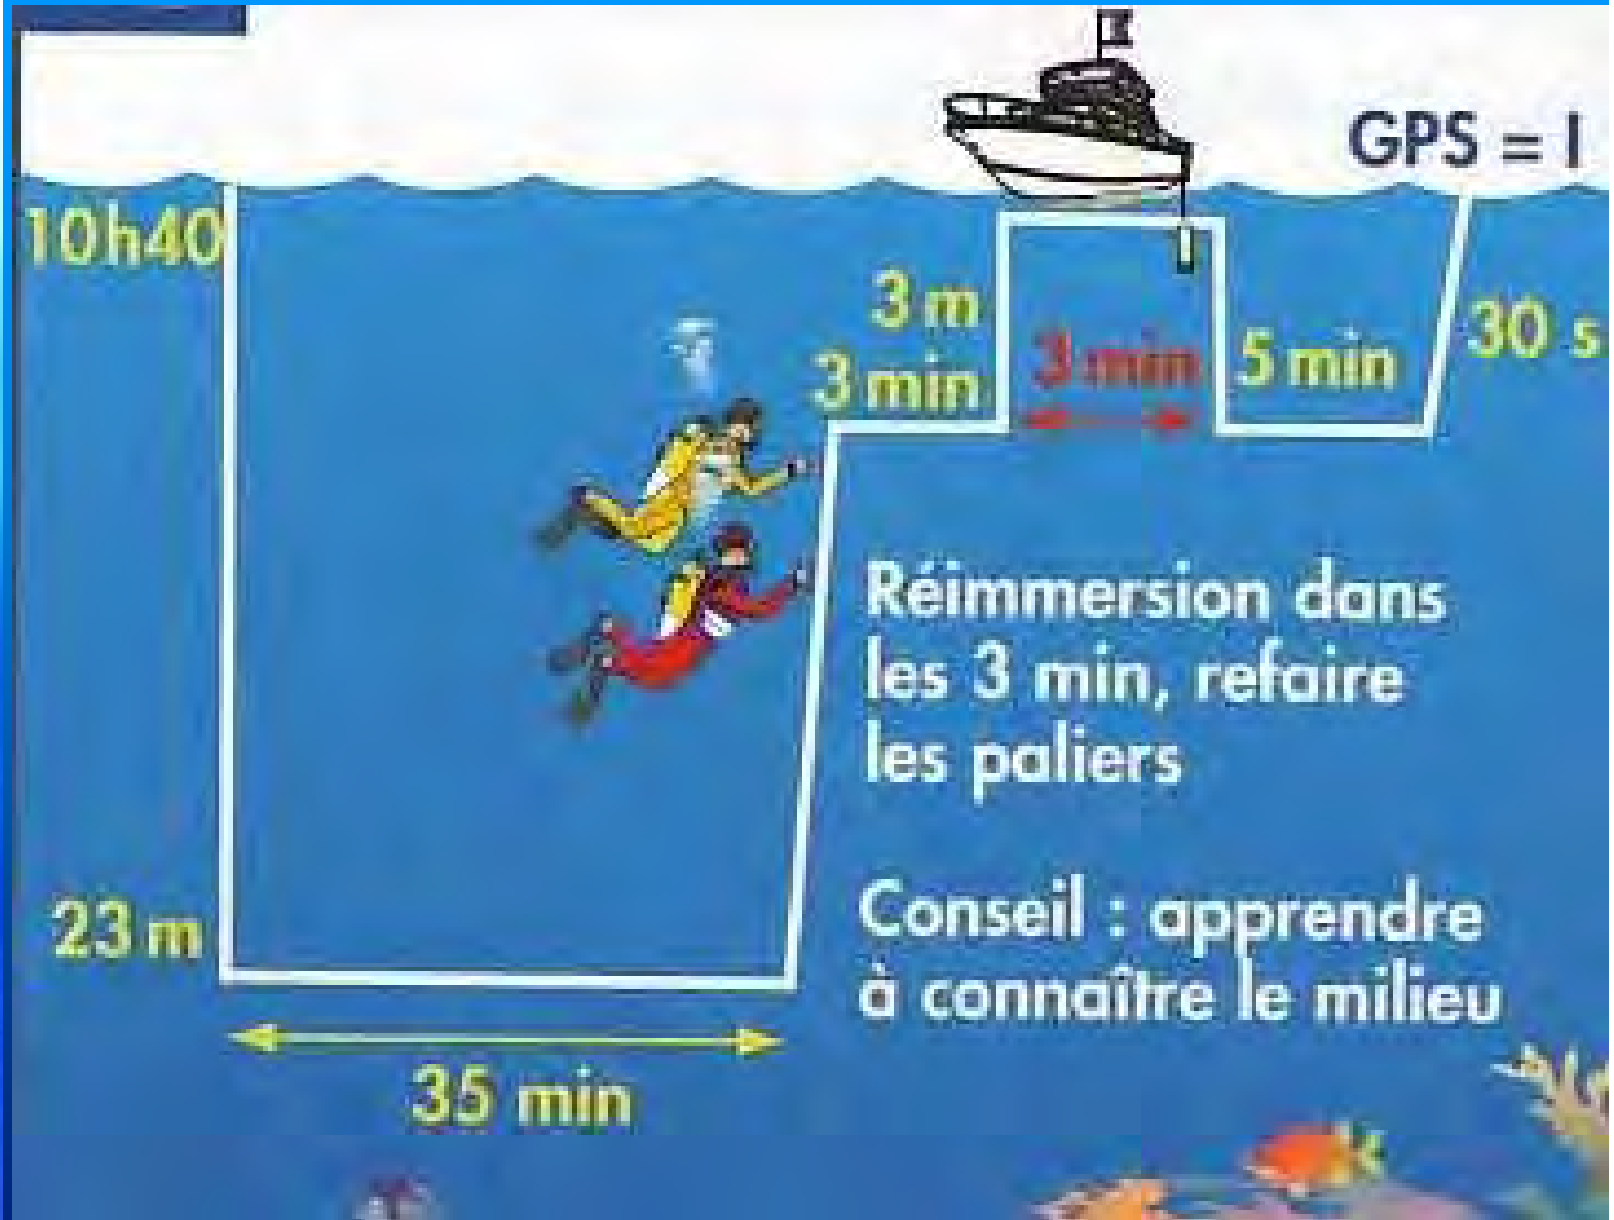 GPS = I
10h40
3 m
3 min
3 min
5 min
30 s
Réimmersion dans
les 3 min, refaire
les paliers
23 m
Conseil : apprendre
à connaître le milieu
35 min